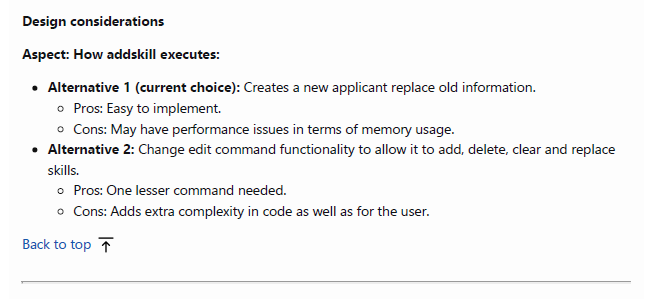 Design considerations
Aspect: How addskill executes:
Alternative 1 (current choice): Creates a new applicant replace old information.
Pros: Easy to implement.
Cons: May have performance issues in terms of memory usage.
Alternative 2: Change edit command functionality to allow it to add, delete, clear and replace
skills.
Pros: One lesser command needed.
Cons: Adds extra complexity in code as well as for the user.
Back to top